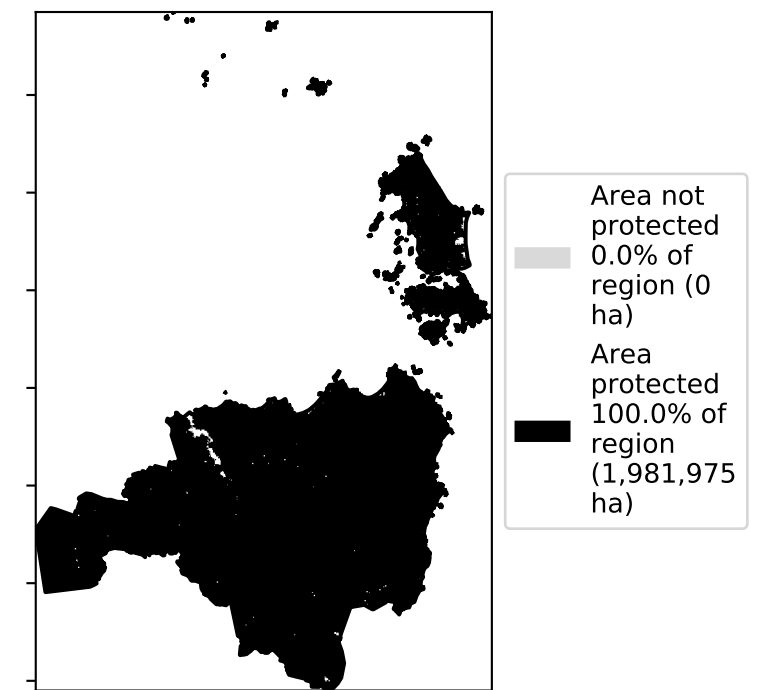 Area not
protected
0.0% of
region (0
ha)
Area
protected
100.0% of
region
(1,981,975
ha)